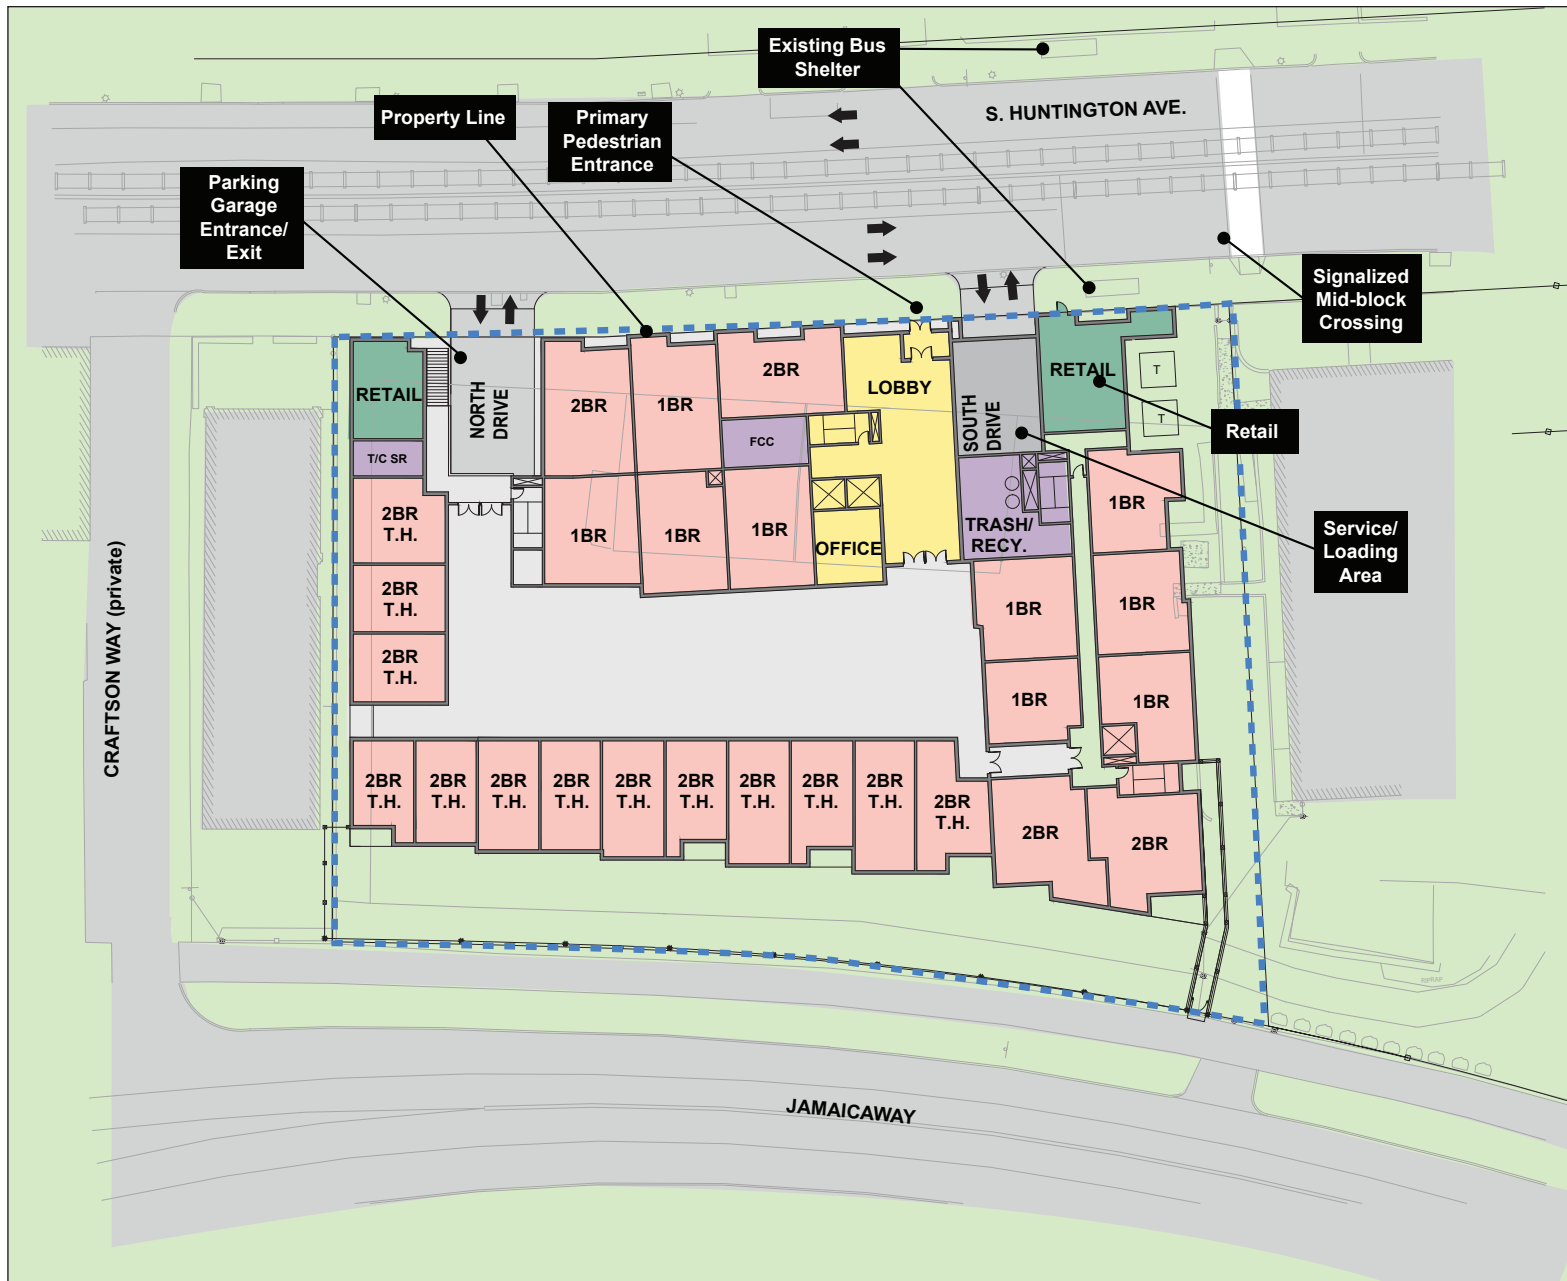 Existing Bus
Shelter
S. HUNTINGTON AVE.
Property Line
Primary
Pedestrian
Entrance
Parking
Garage
Entrance/
Exit
Signalized
Mid-block
Crossing
RETAIL
NORTH
DRIVE
2BR
1BR
2BR
LOBBY
SOUTH
DRIVE
RETAIL
T
T
Retail
T/C SR
FCC
2BR
T.H.
1BR
1BR
1BR
OFFICE
TRASH/
RECY.
1BR
Service/
Loading
Area
2BR
T.H.
1BR
1BR
2BR
T.H.
1BR
1BR
CRAFTSON WAY (private)
2BR
T.H.
2BR
T.H.
2BR
T.H.
2BR
T.H.
2BR
T.H.
2BR
T.H.
2BR
T.H.
2BR
T.H.
2BR
T.H.
2BR
T.H.
2BR
2BR
RIPRAP
JAMAICAWAY